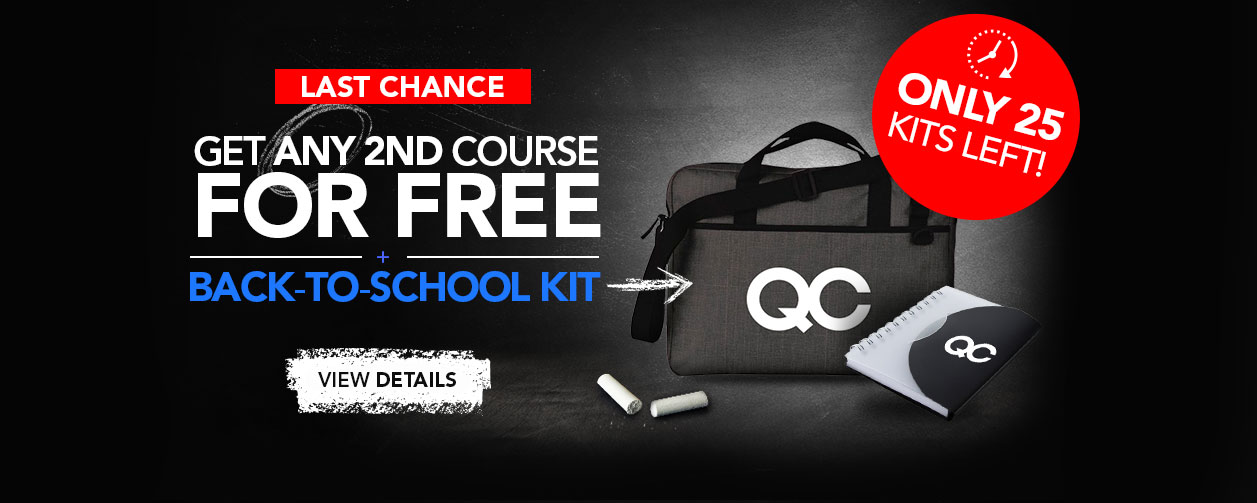 LAST CHANCE
GET ANY 2ND COURSE
FOR FREE
+
BACK-TO-SCHOOL KIT
VIEW DETAILS
ONLY 25
KITS LEFT!
QC
QC